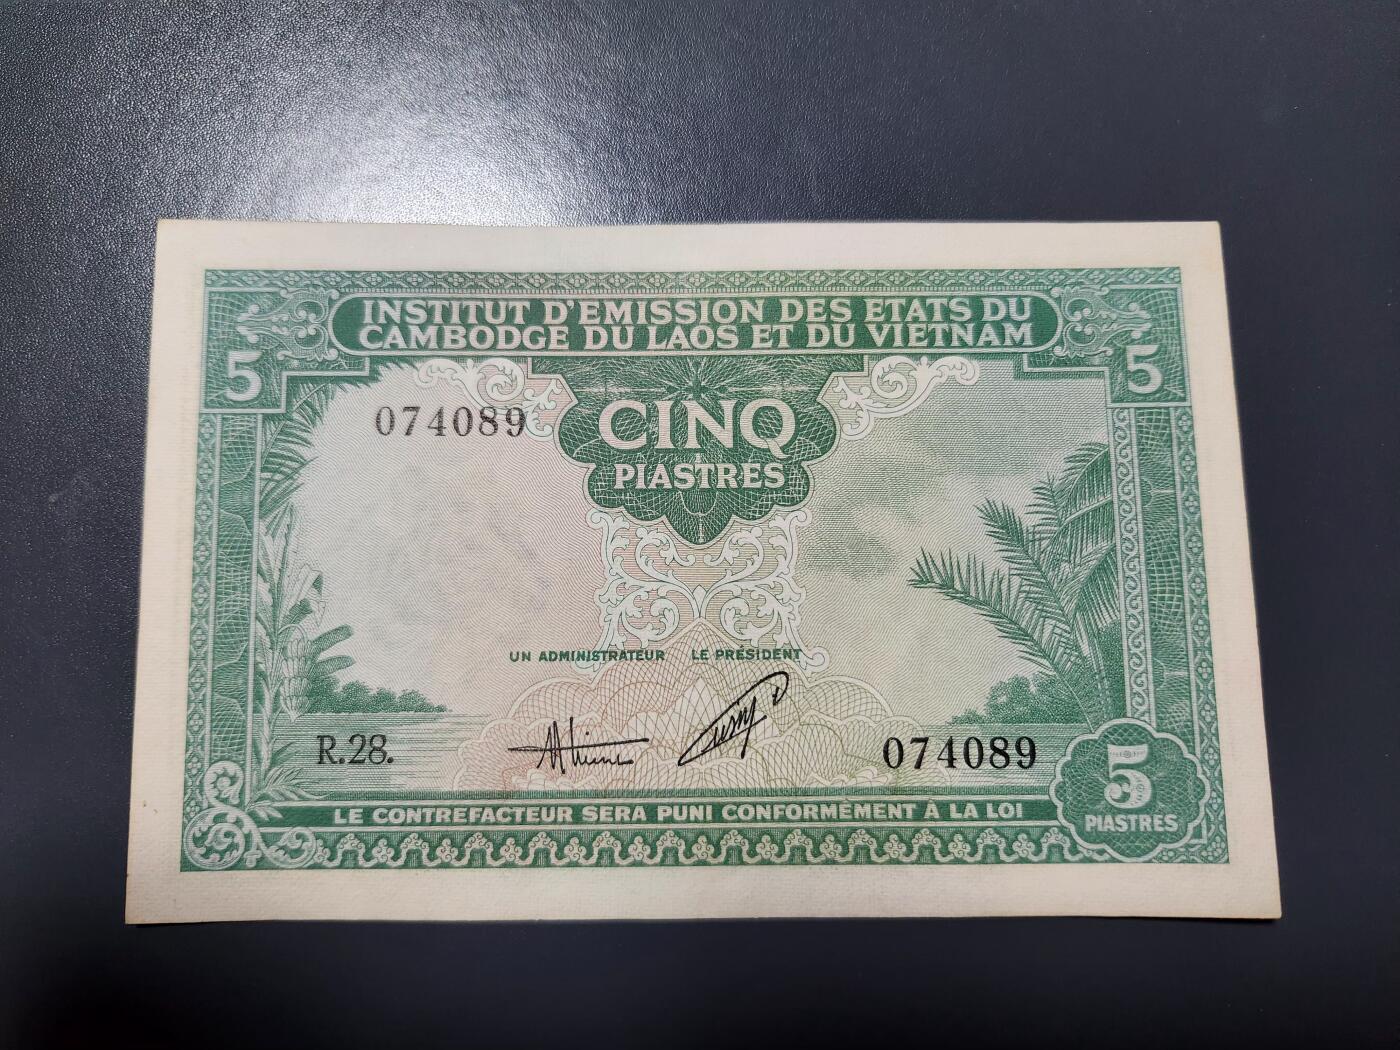 INSTITUT D'EMISSION DES ETATS DU
CAMBODGE DU LAOS ET DU VIETNAM
5
5
074089
CINQ
PIASTRES
UN ADMINISTRATEUR LE PRÉSIDENT
R.28.
074089
5
PIASTRES
LE CONTREFACTEUR SERA PUNI CONFORMÉMENT À LA LOI